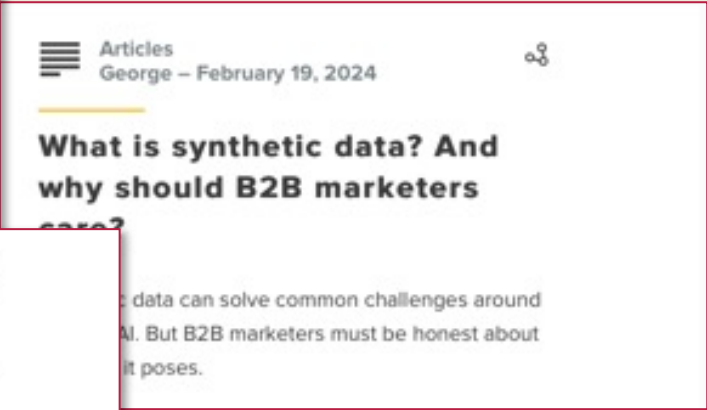 Articles
George – February 19, 2024
What is synthetic data? And
why should B2B marketers
care?
data can solve common challenges around
AI. But B2B marketers must be honest about
it poses.